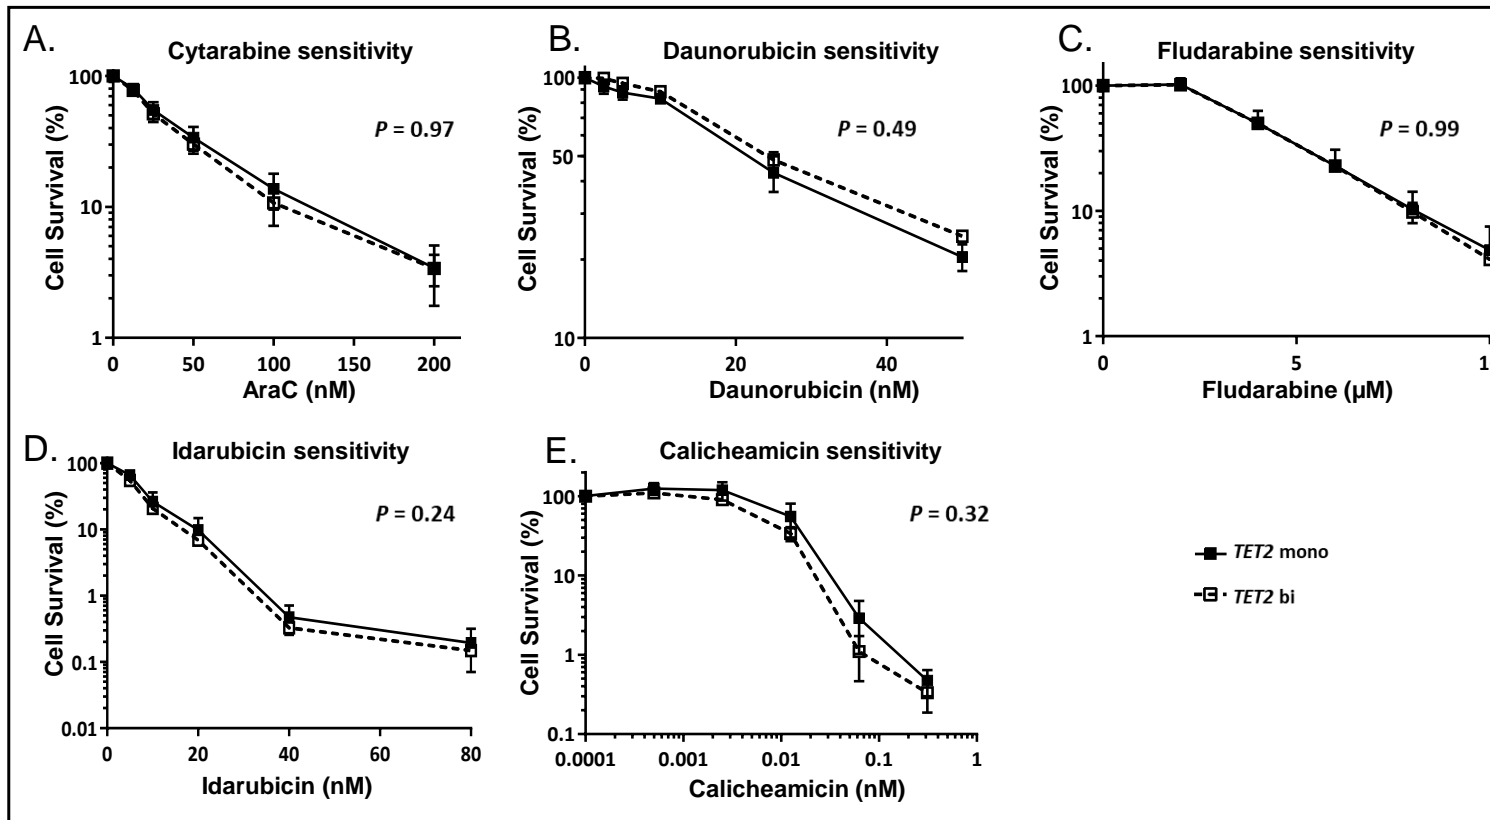 A.
Cytarabine sensitivity
Cell Survival (%)
100
10
1
P = 0.97
0 50 100 150 200
AraC (nM)
B.
Daunorubicin sensitivity
Cell Survival (%)
100
50
10
P = 0.49
0 20 40
Daunorubicin (nM)
C.
Fludarabine sensitivity
Cell Survival (%)
100
10
1
P = 0.99
0 5 1
Fludarabine (µM)
D.
Idarubicin sensitivity
Cell Survival (%)
100
10
1
0.1
0.01
P = 0.24
0 20 40 60 80
Idarubicin (nM)
E.
Calicheamicin sensitivity
Cell Survival (%)
100
10
1
0.1
P = 0.32
0.0001 0.001 0.01 0.1 1
Calicheamicin (nM)
TET2 mono
TET2 bi